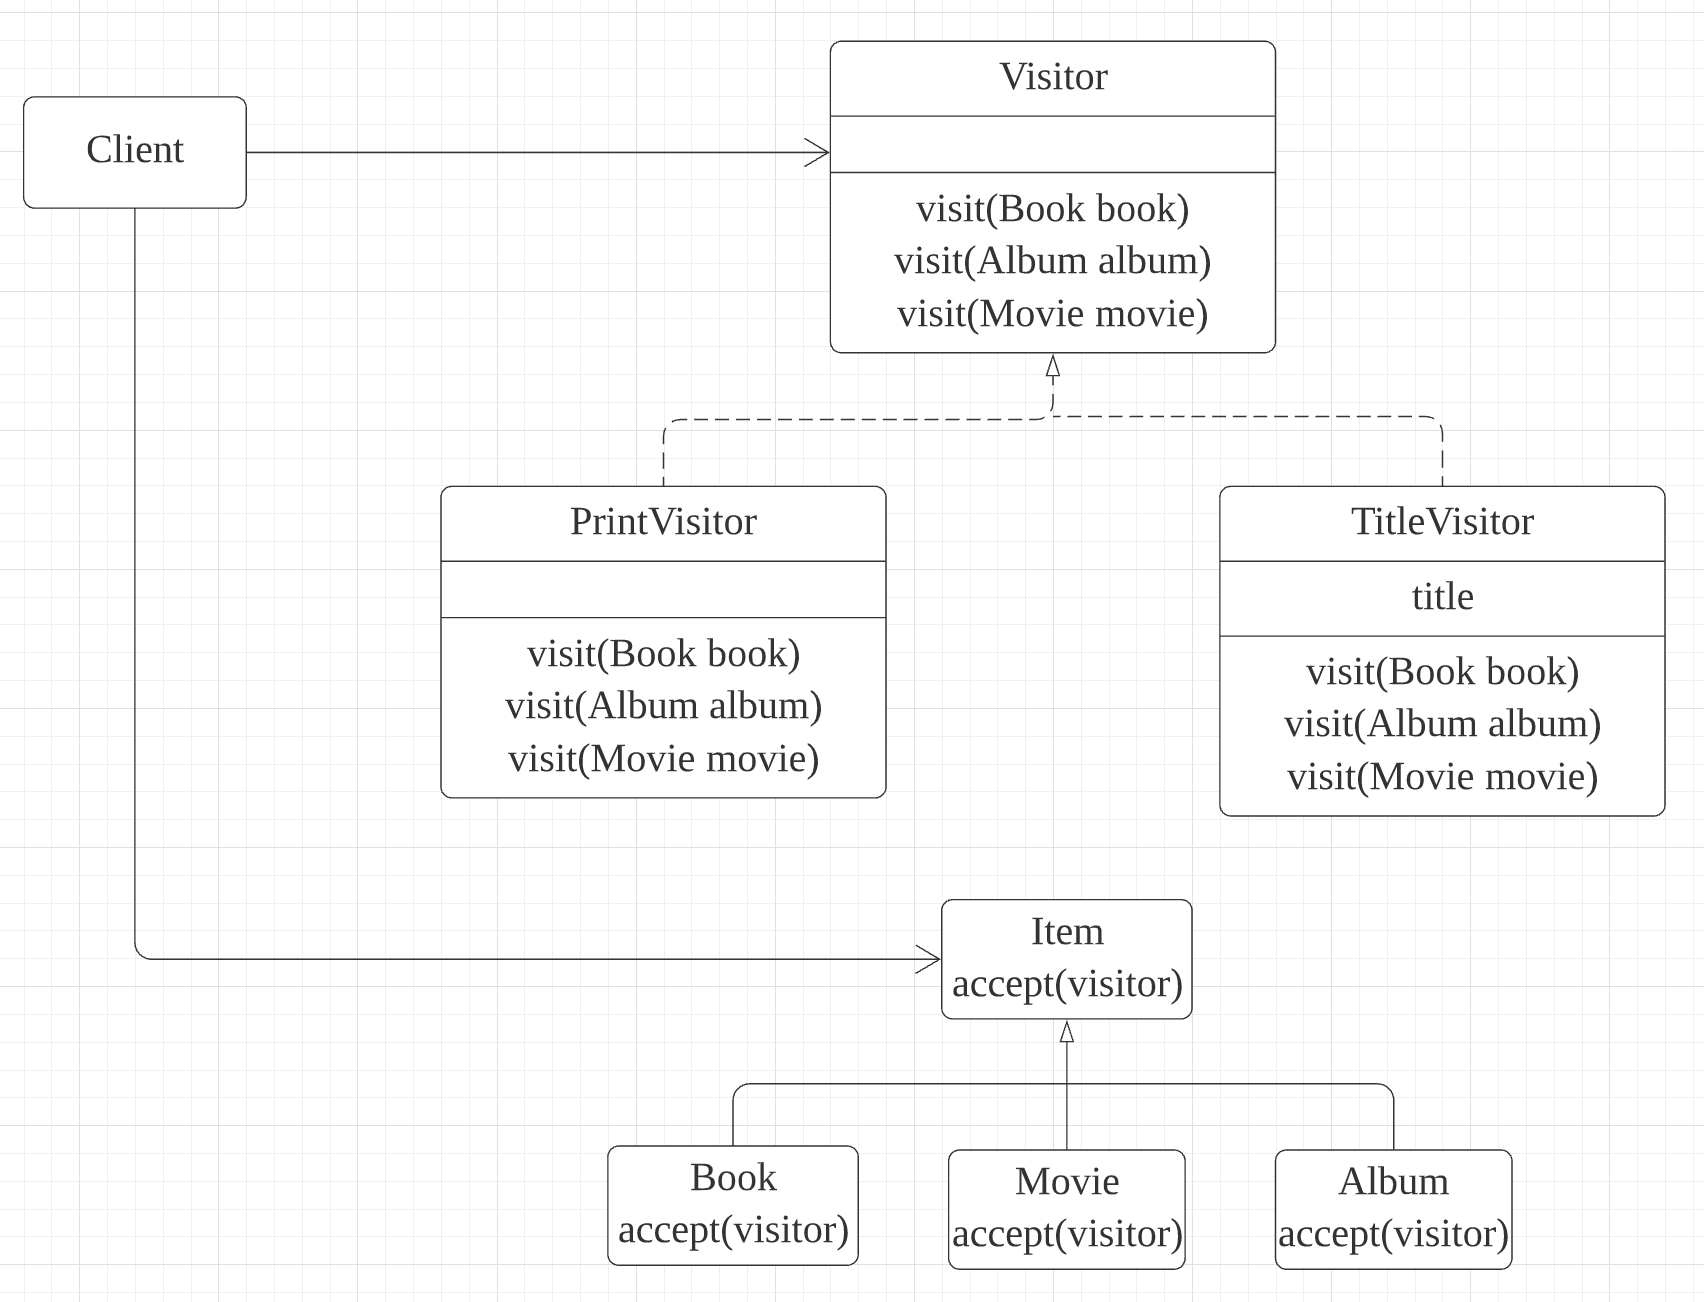 Client
Visitor
visit(Book book)
visit(Album album)
visit(Movie movie)
PrintVisitor
visit(Book book)
visit(Album album)
visit(Movie movie)
TitleVisitor
title
visit(Book book)
visit(Album album)
visit(Movie movie)
Item
accept(visitor)
Book
accept(visitor)
Movie
accept(visitor)
Album
accept(visitor)